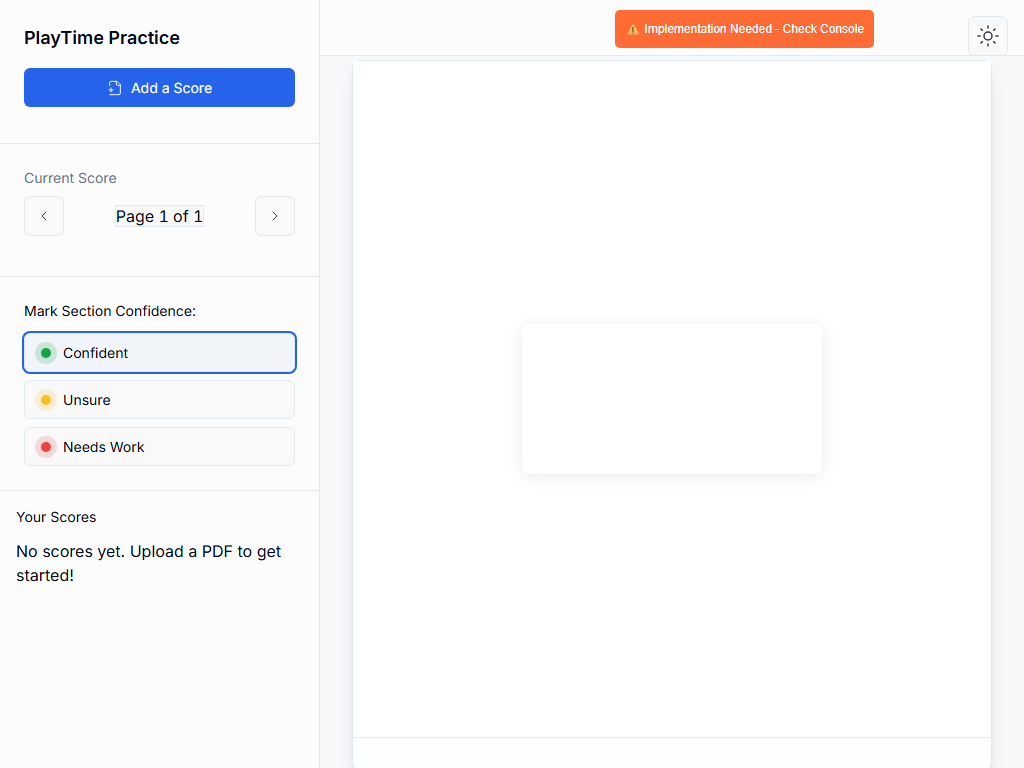 PlayTime Practice
Add a Score
Current Score
Page 1 of 1
Mark Section Confidence:
Confident
Unsure
Needs Work
Your Scores
No scores yet. Upload a PDF to get
started!
⚠️ Implementation Needed - Check Console